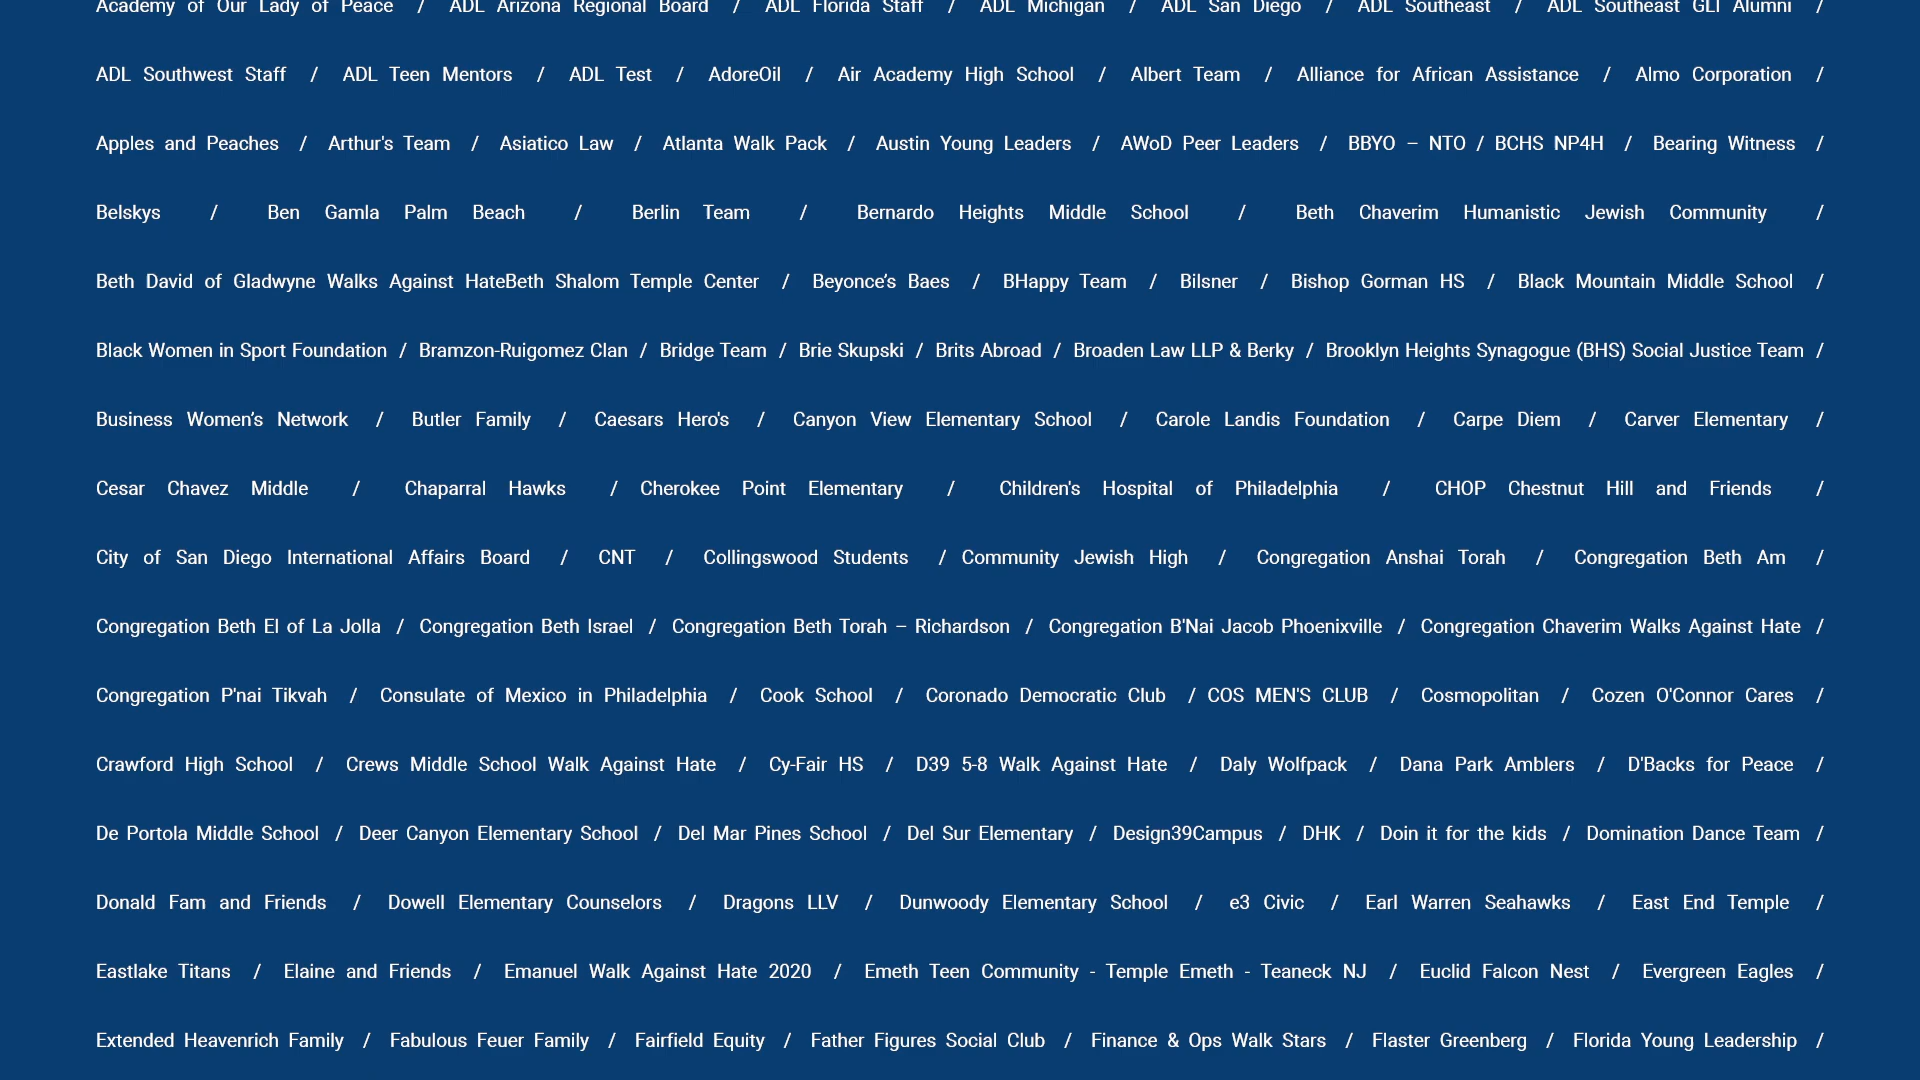 Academy of Our Lady of Peace / ADL Arizona Regional Board / ADL Florida Staff / ADL Michigan / ADL San Diego / ADL Southeast / ADL Southeast GLI Alumni /
ADL Southwest Staff / ADL Teen Mentors / ADL Test / AdoreOil / Air Academy High School / Albert Team / Alliance for African Assistance / Almo Corporation /
Apples and Peaches / Arthur's Team / Asiatico Law / Atlanta Walk Pack / Austin Young Leaders / AWoD Peer Leaders / BBYO – NTO / BCHS NP4H / Bearing Witness /
Belskys / Ben Gamla Palm Beach / Berlin Team / Bernardo Heights Middle School / Beth Chaverim Humanistic Jewish Community /
Beth David of Gladwyne Walks Against HateBeth Shalom Temple Center / Beyonce’s Baes / BHappy Team / Bilsner / Bishop Gorman HS / Black Mountain Middle School /
Black Women in Sport Foundation / Bramzon-Ruigomez Clan / Bridge Team / Brie Skupski / Brits Abroad / Broaden Law LLP & Berky / Brooklyn Heights Synagogue (BHS) Social Justice Team /
Business Women’s Network / Butler Family / Caesars Hero's / Canyon View Elementary School / Carole Landis Foundation / Carpe Diem / Carver Elementary /
Cesar Chavez Middle / Chaparral Hawks / Cherokee Point Elementary / Children's Hospital of Philadelphia / CHOP Chestnut Hill and Friends /
City of San Diego International Affairs Board / CNT / Collingswood Students / Community Jewish High / Congregation Anshai Torah / Congregation Beth Am /
Congregation Beth El of La Jolla / Congregation Beth Israel / Congregation Beth Torah – Richardson / Congregation B'Nai Jacob Phoenixville / Congregation Chaverim Walks Against Hate /
Congregation P'nai Tikvah / Consulate of Mexico in Philadelphia / Cook School / Coronado Democratic Club / COS MEN'S CLUB / Cosmopolitan / Cozen O'Connor Cares /
Crawford High School / Crews Middle School Walk Against Hate / Cy-Fair HS / D39 5-8 Walk Against Hate / Daly Wolfpack / Dana Park Amblers / D'Backs for Peace /
De Portola Middle School / Deer Canyon Elementary School / Del Mar Pines School / Del Sur Elementary / Design39Campus / DHK / Doin it for the kids / Domination Dance Team /
Donald Fam and Friends / Dowell Elementary Counselors / Dragons LLV / Dunwoody Elementary School / e3 Civic / Earl Warren Seahawks / East End Temple /
Eastlake Titans / Elaine and Friends / Emanuel Walk Against Hate 2020 / Emeth Teen Community - Temple Emeth - Teaneck NJ / Euclid Falcon Nest / Evergreen Eagles /
Extended Heavenrich Family / Fabulous Feuer Family / Fairfield Equity / Father Figures Social Club / Finance & Ops Walk Stars / Flaster Greenberg / Florida Young Leadership /